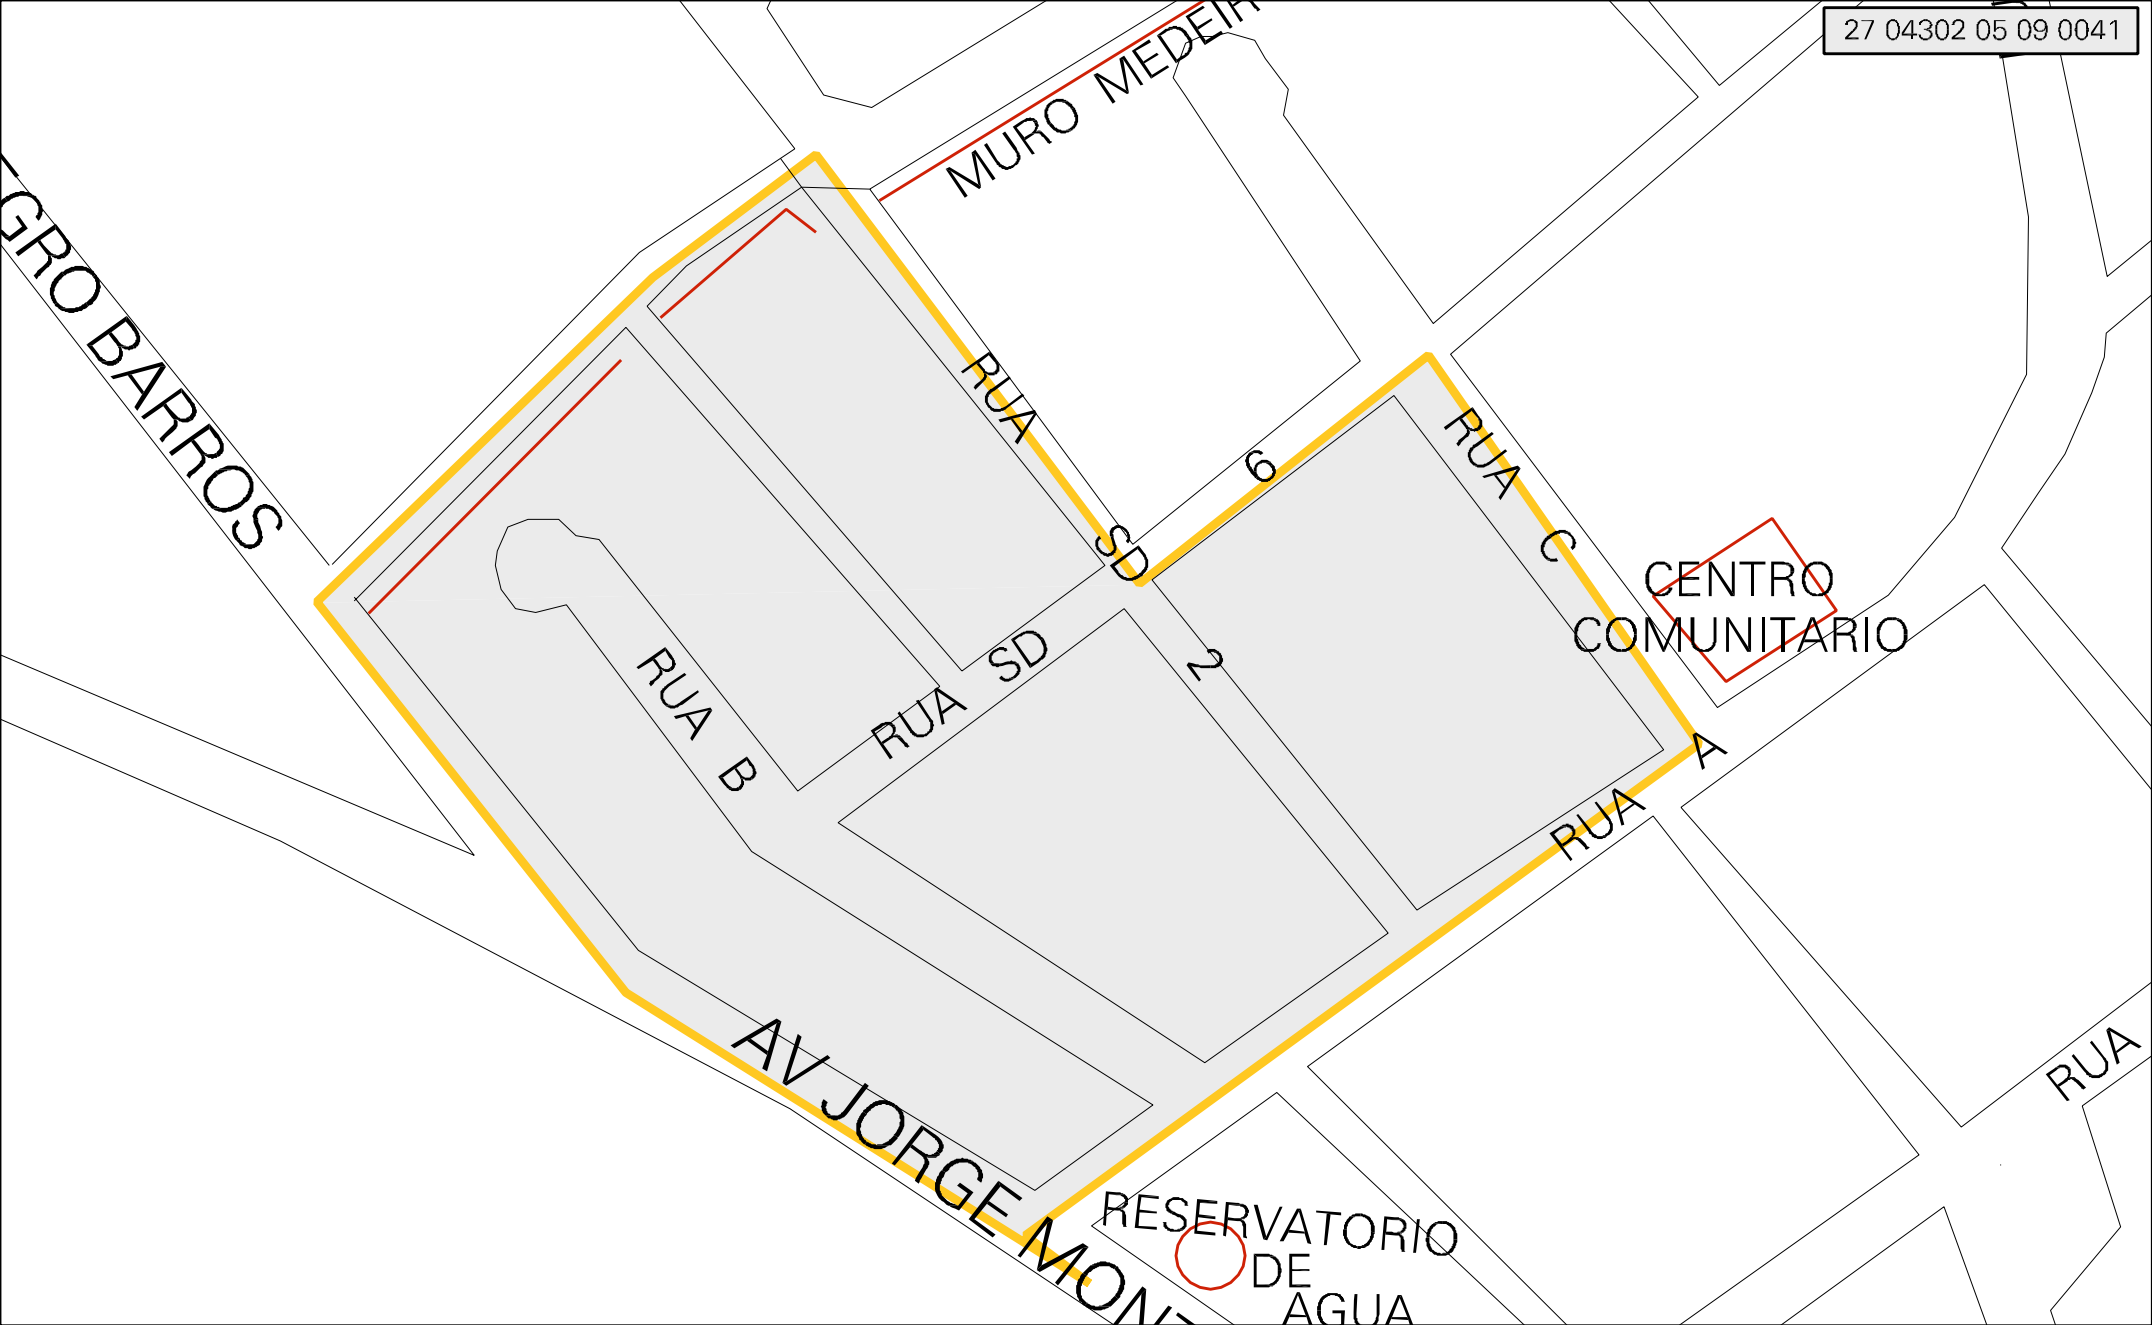 27 04302 05 09 0041
MURO MEDEIR
GRO BARROS
RUA SD 2
6
RUA C
CENTRO
COMUNITARIO
RUA SD
RUA B
RUA A
AV JORGE MONT
RUA
RESERVATORIO
DE
AGUA